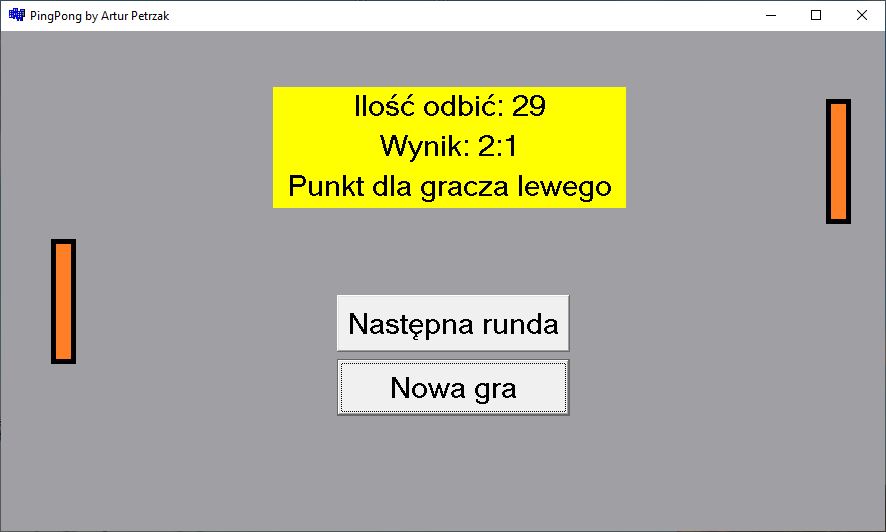 PingPong by Artur Petrzak
Ilość odbić: 29
Wynik: 2:1
Punkt dla gracza lewego
Następna runda
Nowa gra